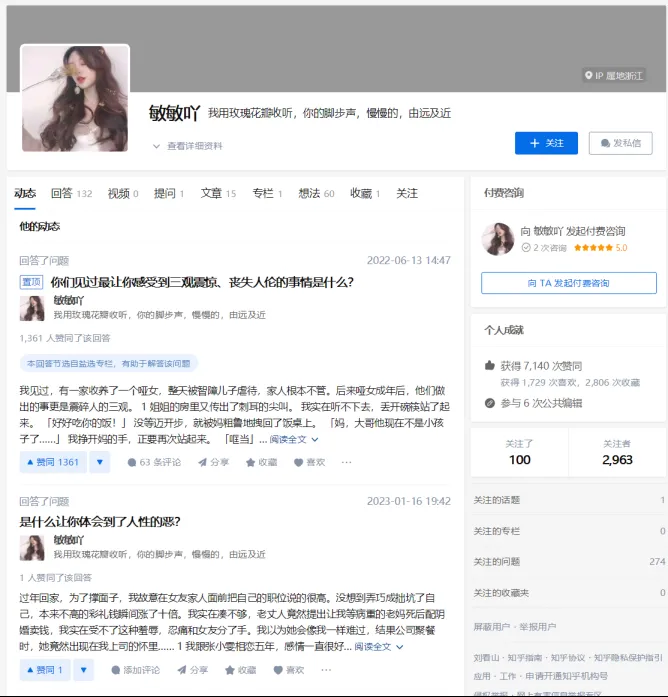 IP 属地浙江
敏敏吖 我用玫瑰花瓣收听，你的脚步声，慢慢的，由远及近
查看详细资料
+ 关注
发私信
动态 回答 132 视频 0 提问 1 文章 15 专栏 1 想法 60 收藏 1 关注
他的动态
回答了问题 2022-06-13 14:47
置顶 你们见过最让你感受到三观震惊、丧失人伦的事情是什么？
敏敏吖
我用玫瑰花瓣收听，你的脚步声，慢慢的，由远及近
1,361 人赞同了该回答
本回答节选自盐选专栏，有助于解答该问题
我见过，有一家收养了一个哑女，整天被智障儿子虐待，家人根本不管。后来哑女成年后，他们做
出的事更是震碎人的三观。 1 姐姐的房里又传出了刺耳的尖叫。 我实在听不下去，丢开碗筷站了起
来。 「好好吃你的饭！」 没等迈开步，就被妈粗鲁地拽回了饭桌上。 「妈，大哥他现在不是小孩
子了……」 我挣开妈的手，正要再次站起来。 「哐当」… 阅读全文
赞同 1361 63 条评论 分享 收藏 喜欢 …
回答了问题 2023-01-16 19:42
是什么让你体会到了人性的恶？
敏敏吖
我用玫瑰花瓣收听，你的脚步声，慢慢的，由远及近
1 人赞同了该回答
过年回家，为了撑面子，我故意在女友家人面前把自己的职位说的很高。没想到弄巧成拙坑了自
己，本来不高的彩礼钱瞬间涨了十倍。我实在凑不够，老丈人竟然提出让我等病重的老妈死后配阴
婚卖钱，我实在受不了这种羞辱，忍痛和女友分了手。我以为她会像我一样难过，结果公司聚餐
时，她竟然出现在我上司的怀里…… 1 我跟张小雯相恋五年，感情一直很好… 阅读全文
赞同 1 添加评论 分享 收藏 喜欢 …
付费咨询
向 敏敏吖 发起付费咨询
2 次咨询 5.0
向 TA 发起付费咨询
个人成就
获得 7,140 次赞同
获得 1,729 次喜欢，2,806 次收藏
参与 6 次公共编辑
关注了 关注者
100 2,963
关注的话题 1
关注的专栏 0
关注的问题 274
关注的收藏夹 0
屏蔽用户 · 举报用户
刘看山 · 知乎指南 · 知乎协议 · 知乎隐私保护指引
应用 · 工作 · 申请开通知乎机构号